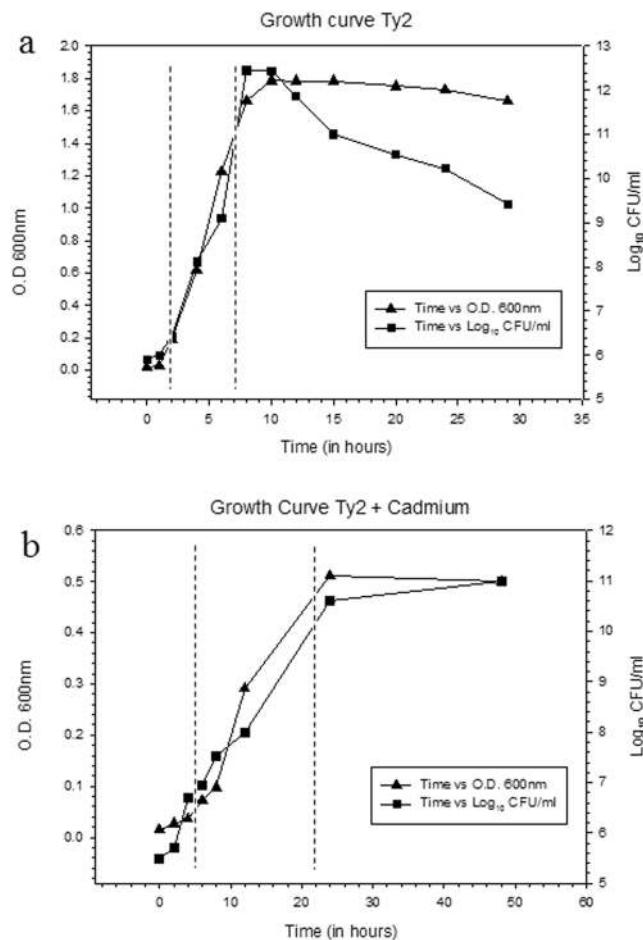 a
Growth curve Ty2
2.0
1.8
1.6
1.4
1.2
1.0
0.8
0.6
0.4
0.2
0.0
O.D 600nm
13
12
11
10
9
8
7
6
5
Log₁₀ CFU/ml
Time vs O.D. 600nm
Time vs Log₁₀ CFU/ml
0 5 10 15 20 25 30 35
Time (in hours)
b
Growth Curve Ty2 + Cadmium
0.6
0.5
0.4
0.3
0.2
0.1
0.0
O.D. 600nm
12
11
10
9
8
7
6
5
Log₁₀ CFU/ml
Time vs O.D. 600nm
Time vs Log₁₀ CFU/ml
0 10 20 30 40 50 60
Time (in hours)